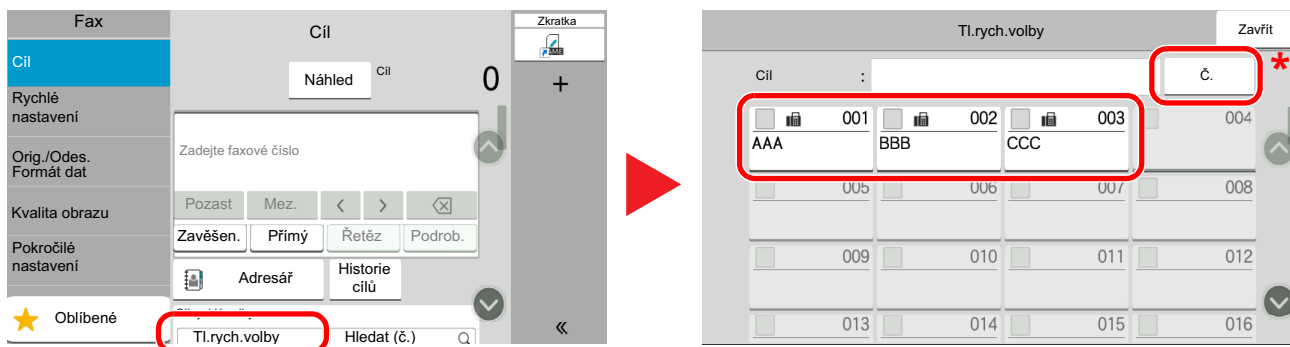 Fax
Cíl
Rychlé
nastavení
Orig./Odes.
Formát dat
Kvalita obrazu
Pokročilé
nastavení
Oblíbené
Cíl
Náhled
Cíl
0
Zadejte faxové číslo
Pozast
Mez.
Zavěšen.
Přímý
Řetěz
Podrob.
Adresář
Historie
cílů
Tl.rych.volby
Hledat (č.)
Zkratka
+
«
Tl.rych.volby
Zavřít
Cíl :
Č.
*
001
AAA
002
BBB
003
CCC
004
005
006
007
008
009
010
011
012
013
014
015
016